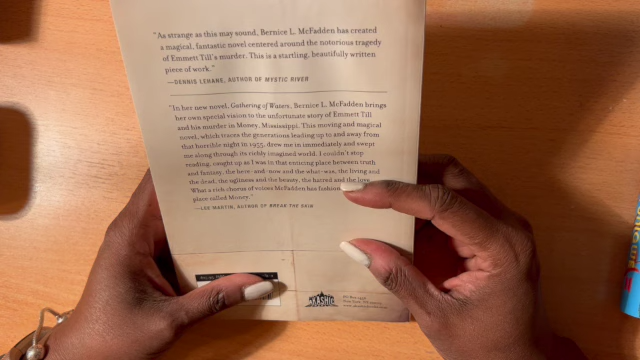 "As strange as this may sound, Bernice L. McFadden has created
a magical, fantastic novel centered around the notorious tragedy
of Emmett Till's murder. This is a startling, beautifully written
piece of work."
—DENNIS LEHANE, AUTHOR OF MYSTIC RIVER
"In her new novel, Gathering of Waters, Bernice L. McFadden brings
her own special vision to the unfortunate story of Emmett Till
and his murder in Money, Mississippi. This moving and magical
novel, which traces the generations leading up to and away from
that horrible night in 1955, drew me in immediately and swept
me along through its richly imagined world. I couldn't stop
reading, caught up as I was in that enticing place between truth
and fantasy, the here-and-now and the what-was, the living and
the dead, the ugliness and the beauty, the hatred and the love.
What a rich chorus of voices McFadden has
place called Money."
—LEE MARTIN, AUTHOR OF BREAK THE SKIN
AKASHIC